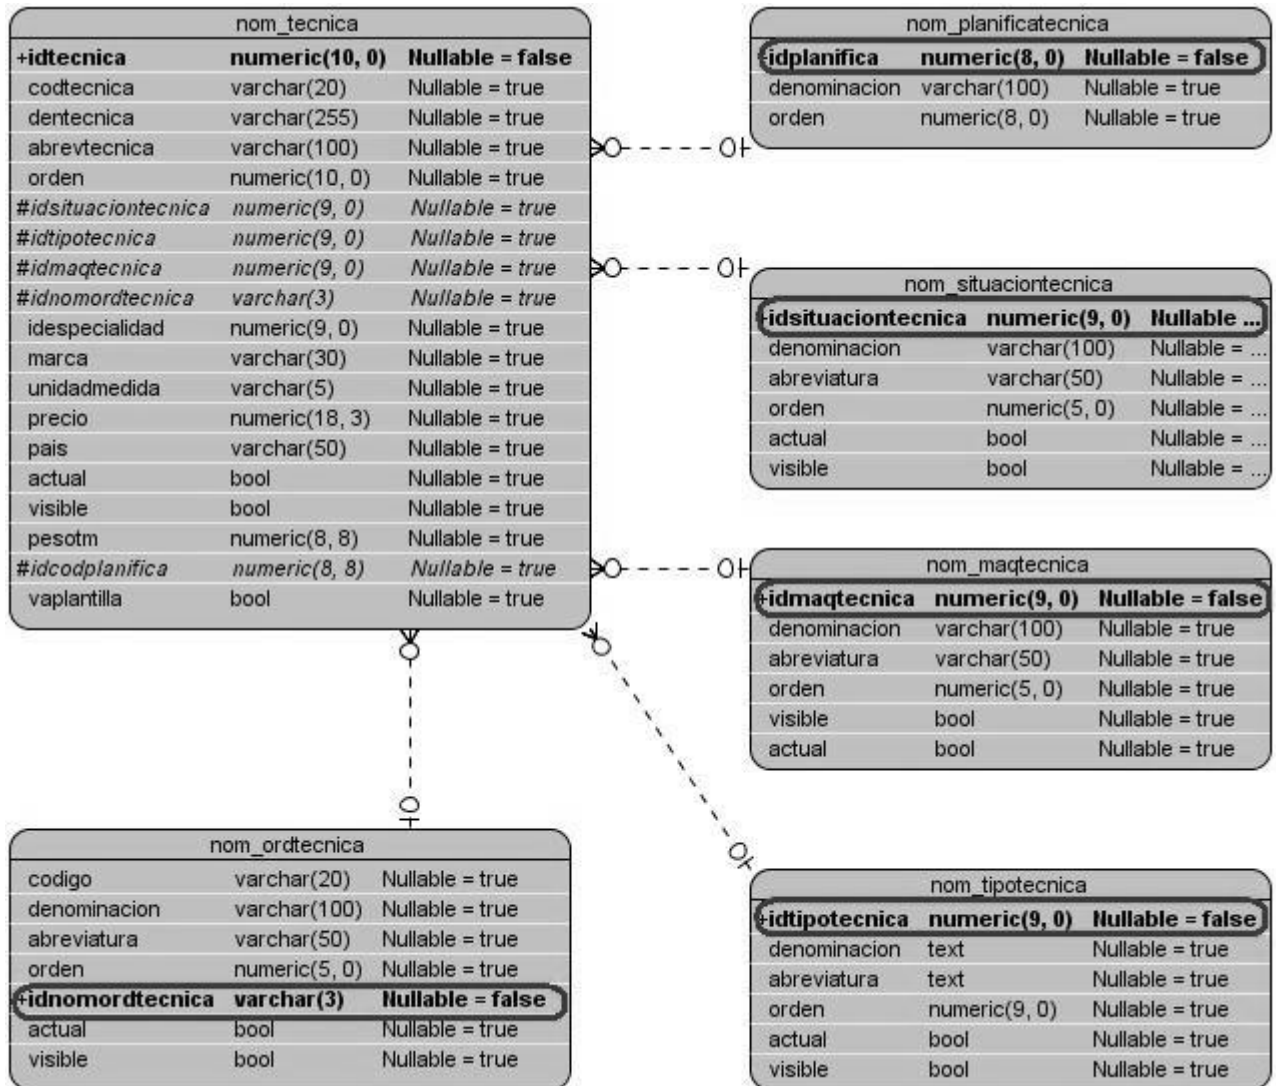 nom_tecnica
+idtecnica numeric(10, 0) Nullable = false
codtecnica varchar(20) Nullable = true
dentecnica varchar(255) Nullable = true
abrevtecnica varchar(100) Nullable = true
orden numeric(10, 0) Nullable = true
#idsituaciontecnica numeric(9, 0) Nullable = true
#idtipotecnica numeric(9, 0) Nullable = true
#idmaqtecnica numeric(9, 0) Nullable = true
#idnomordtecnica varchar(3) Nullable = true
idespecialidad numeric(9, 0) Nullable = true
marca varchar(30) Nullable = true
unidadmedida varchar(5) Nullable = true
precio numeric(18, 3) Nullable = true
pais varchar(50) Nullable = true
actual bool Nullable = true
visible bool Nullable = true
pesotm numeric(8, 8) Nullable = true
#idcodplanifica numeric(8, 8) Nullable = true
vaplantilla bool Nullable = true
nom_planificatecnica
+idplanifica numeric(8, 0) Nullable = false
denominacion varchar(100) Nullable = true
orden numeric(8, 0) Nullable = true
nom_situaciontecnica
+idsituaciontecnica numeric(9, 0) Nullable ...
denominacion varchar(100) Nullable = ...
abreviatura varchar(50) Nullable = ...
orden numeric(5, 0) Nullable = ...
actual bool Nullable = ...
visible bool Nullable = ...
nom_maqtecnica
+idmaqtecnica numeric(9, 0) Nullable = false
denominacion varchar(100) Nullable = true
abreviatura varchar(50) Nullable = true
orden numeric(5, 0) Nullable = true
visible bool Nullable = true
actual bool Nullable = true
nom_ordtecnica
codigo varchar(20) Nullable = true
denominacion varchar(100) Nullable = true
abreviatura varchar(50) Nullable = true
orden numeric(5, 0) Nullable = true
+idnomordtecnica varchar(3) Nullable = false
actual bool Nullable = true
visible bool Nullable = true
nom_tipotecnica
+idtipotecnica numeric(9, 0) Nullable = false
denominacion text Nullable = true
abreviatura text Nullable = true
orden numeric(9, 0) Nullable = true
actual bool Nullable = true
visible bool Nullable = true